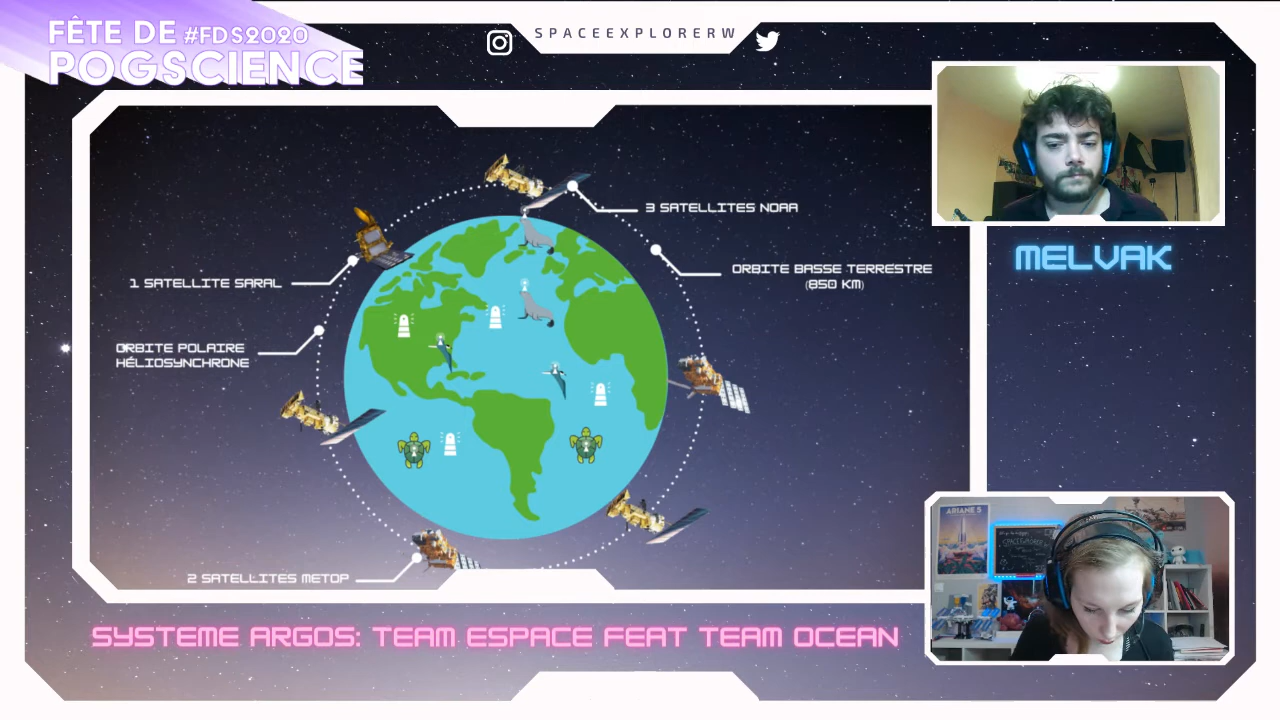 FÊTE DE #FDS2020
POGSCIENCE
SPACEEXPLORERW
3 SATELLITES NOAA
ORBITE BASSE TERRESTRE
(850 KM)
1 SATELLITE SARAL
ORBITE POLAIRE
HÉLIOSYNCHRONE
2 SATELLITES METOP
MELVAK
ARIANE 5
SYSTEME ARGOS: TEAM ESPACE FEAT TEAM OCEAN